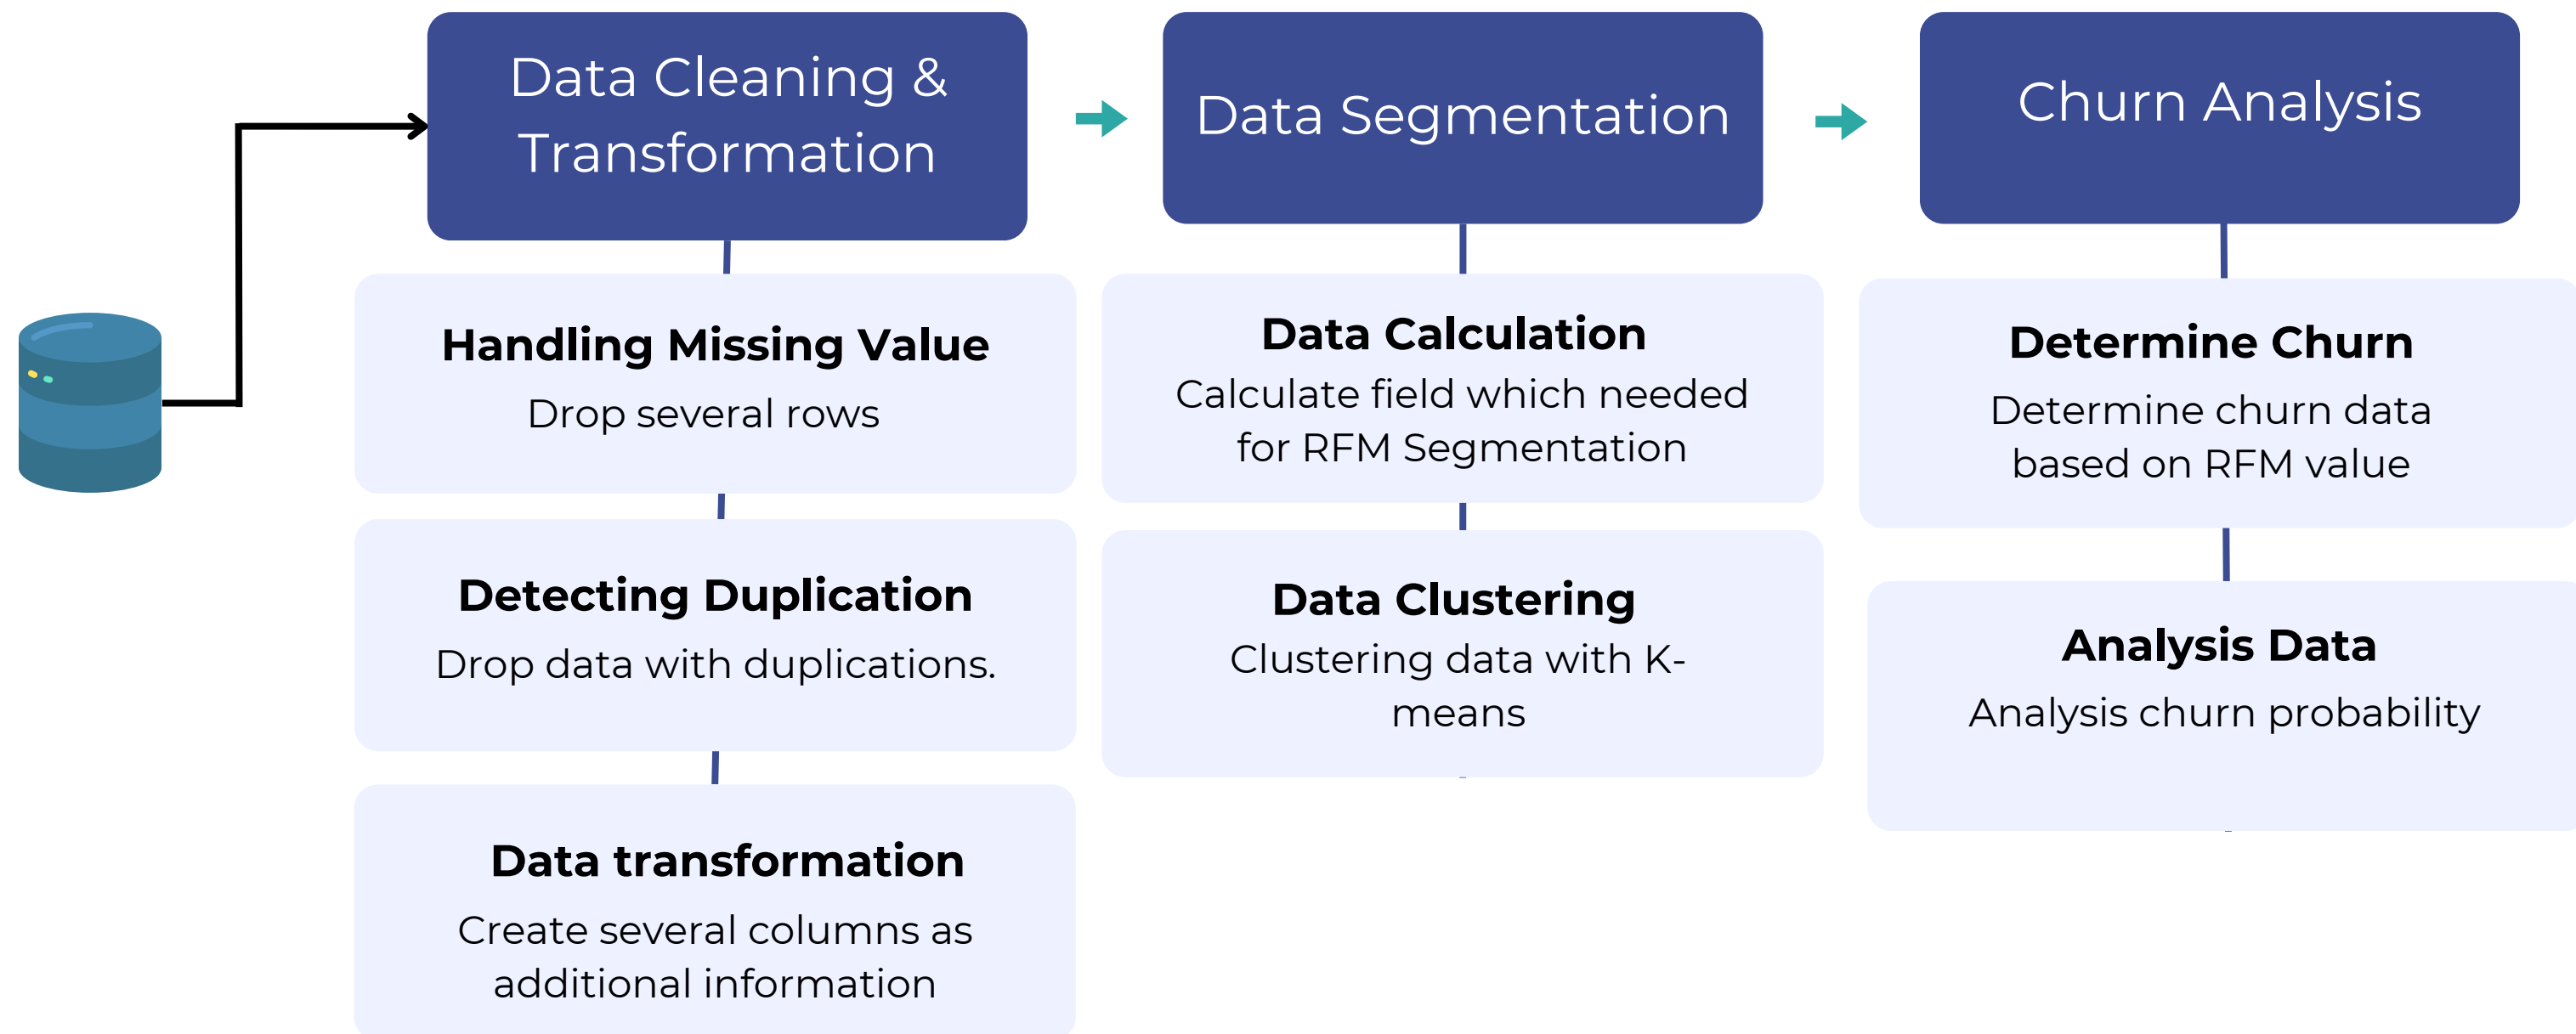 Data Cleaning &
Transformation
Handling Missing Value
Drop several rows
Detecting Duplication
Drop data with duplications.
Data transformation
Create several columns as
additional information
Data Segmentation
Data Calculation
Calculate field which needed
for RFM Segmentation
Data Clustering
Clustering data with K-
means
Churn Analysis
Determine Churn
Determine churn data
based on RFM value
Analysis Data
Analysis churn probability